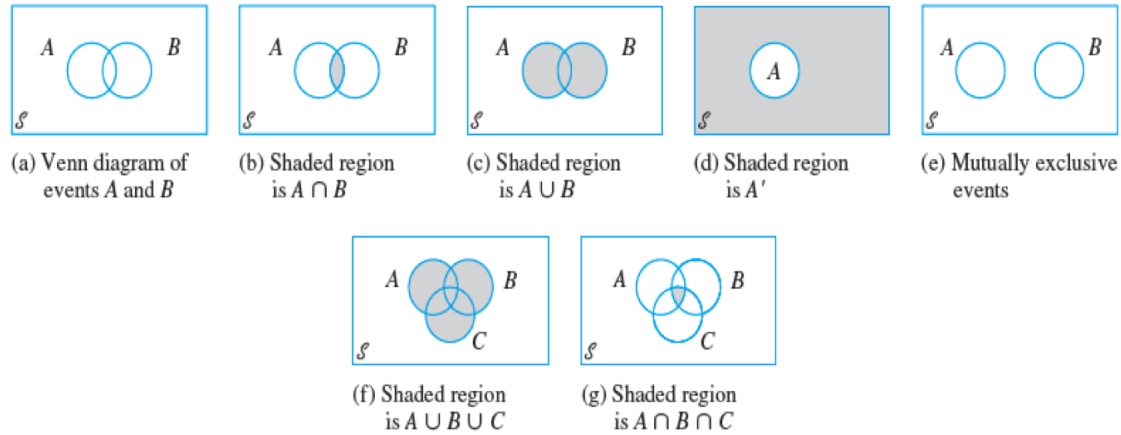 A B
𝒮
(a) Venn diagram of
events A and B
A B
𝒮
(b) Shaded region
is A ∩ B
A B
𝒮
(c) Shaded region
is A ∪ B
A
𝒮
(d) Shaded region
is A′
A B
𝒮
(e) Mutually exclusive
events
A B
C
𝒮
(f) Shaded region
is A ∪ B ∪ C
A B
C
𝒮
(g) Shaded region
is A ∩ B ∩ C